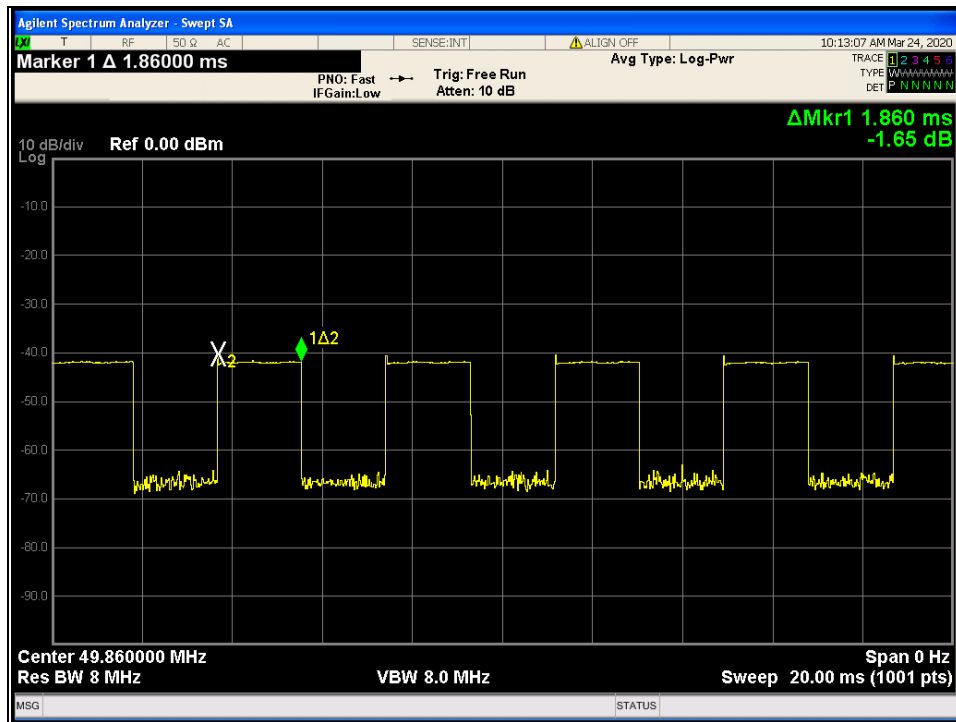 Agilent Spectrum Analyzer - Swept SA
LXI T RF 50 Ω AC SENSE:INT ALIGN OFF 10:13:07 AM Mar 24, 2020
Marker 1 Δ 1.86000 ms
PNO: Fast Trig: Free Run Avg Type: Log-Pwr TRACE 1 2 3 4 5 6
IFGain:Low Atten: 10 dB TYPE WWWWWW
DET P N N N N N
ΔMkr1 1.860 ms
-1.65 dB
10 dB/div Ref 0.00 dBm
Log
-10.0
-20.0
-30.0
1Δ2
-40.0
X2
-50.0
-60.0
-70.0
-80.0
-90.0
Center 49.860000 MHz Span 0 Hz
Res BW 8 MHz VBW 8.0 MHz Sweep 20.00 ms (1001 pts)
MSG STATUS